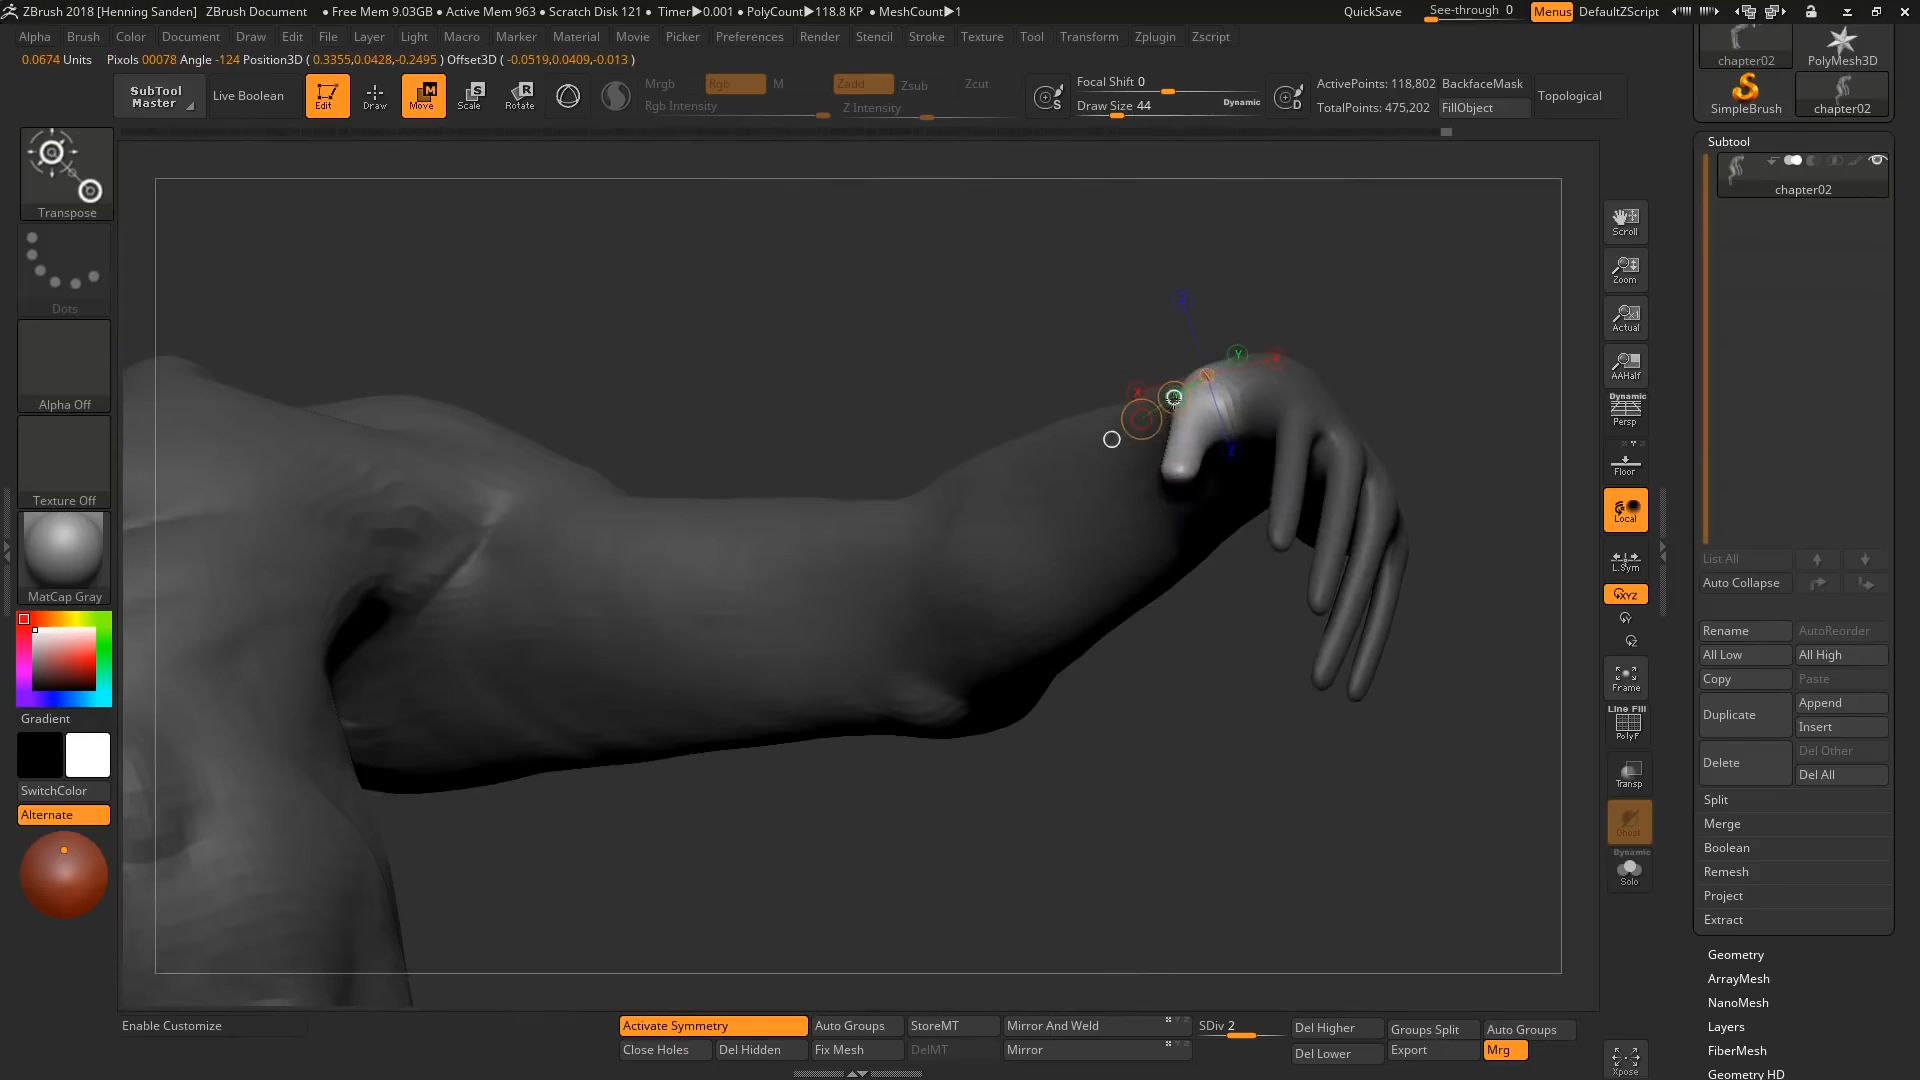 ZBrush 2018 [Henning Sanden] ZBrush Document • Free Mem 9.03GB • Active Mem 963 • Scratch Disk 121 • Timer▶0.001 • PolyCount▶118.8 KP • MeshCount▶1 QuickSave See-through 0 Menus DefaultZScript
Alpha Brush Color Document Draw Edit File Layer Light Macro Marker Material Movie Picker Preferences Render Stencil Stroke Texture Tool Transform Zplugin Zscript
0.0674 Units Pixols 00078 Angle -124 Position3D ( 0.3355,0.0428,-0.2495 ) Offset3D ( -0.0519,0.0409,-0.013 )
SubTool Master
Live Boolean
Edit
Draw
Move
Scale
Rotate
Mrgb Rgb M
Rgb Intensity
Zadd Zsub Zcut
Z Intensity
S
Focal Shift 0
Draw Size 44 Dynamic
D
ActivePoints: 118,802
TotalPoints: 475,202
BackfaceMask
FillObject
Topological
chapter02
PolyMesh3D
SimpleBrush
chapter02
Transpose
Dots
Alpha Off
Texture Off
MatCap Gray
Gradient
SwitchColor
Alternate
Z
Y
X
X
Z
Scroll
Zoom
Actual
AAHalf
Dynamic
Persp
Floor
Local
L.Sym
XYZ
Y
Z
Frame
Line Fill
PolyF
Transp
Ghost
Dynamic
Solo
Xpose
Subtool
chapter02
List All
Auto Collapse
Rename AutoReorder
All Low All High
Copy Paste
Duplicate Append
Insert
Delete Del Other
Del All
Split
Merge
Boolean
Remesh
Project
Extract
Geometry
ArrayMesh
NanoMesh
Layers
FiberMesh
Geometry HD
Enable Customize
Activate Symmetry Auto Groups StoreMT Mirror And Weld SDiv 2 Del Higher Groups Split Auto Groups
Close Holes Del Hidden Fix Mesh DelMT Mirror Del Lower Export Mrg